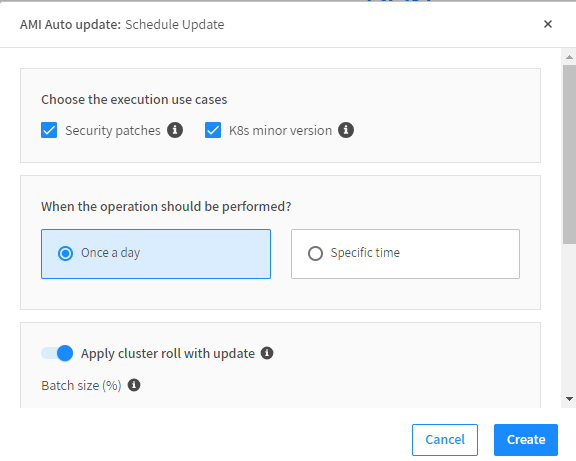 AMI Auto update: Schedule Update
Choose the execution use cases
Security patches
K8s minor version
When the operation should be performed?
Once a day
Specific time
Apply cluster roll with update
Batch size (%)
Cancel
Create